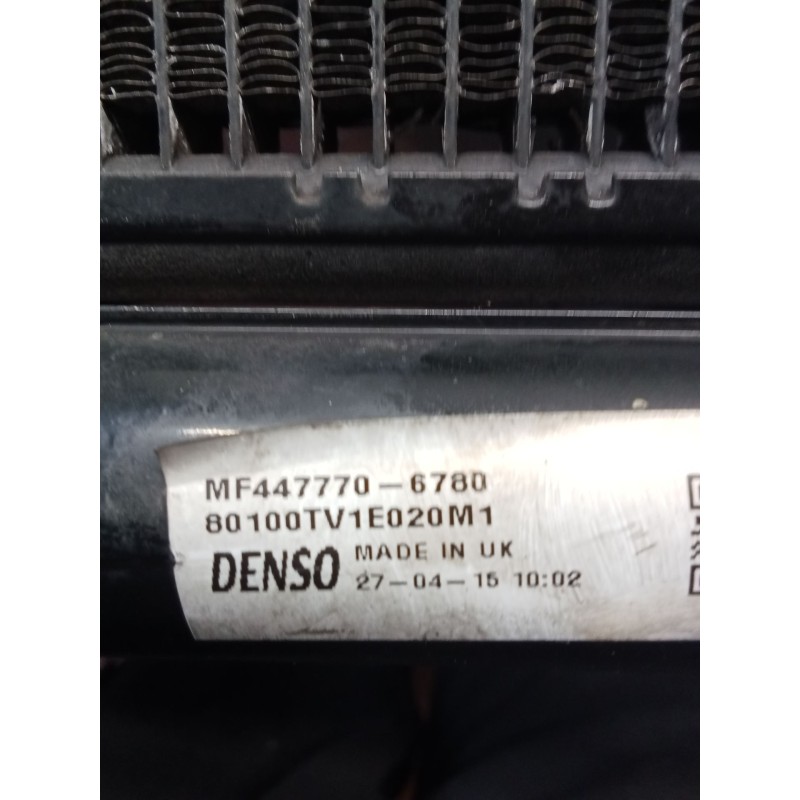 MF447770-6780
80100TV1E020M1
DENSO MADE IN UK
27-04-15 10:02